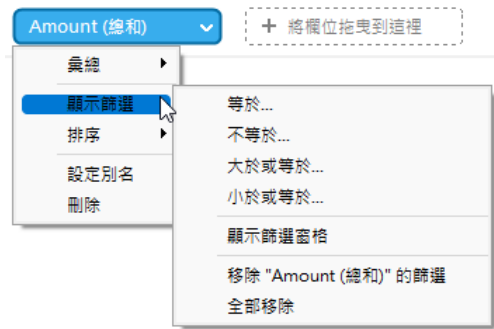 Amount (總和)
將欄位拖曳到這裡
彙總
顯示篩選
排序
設定別名
刪除
等於...
不等於...
大於或等於...
小於或等於...
顯示篩選窗格
移除 "Amount (總和)" 的篩選
全部移除